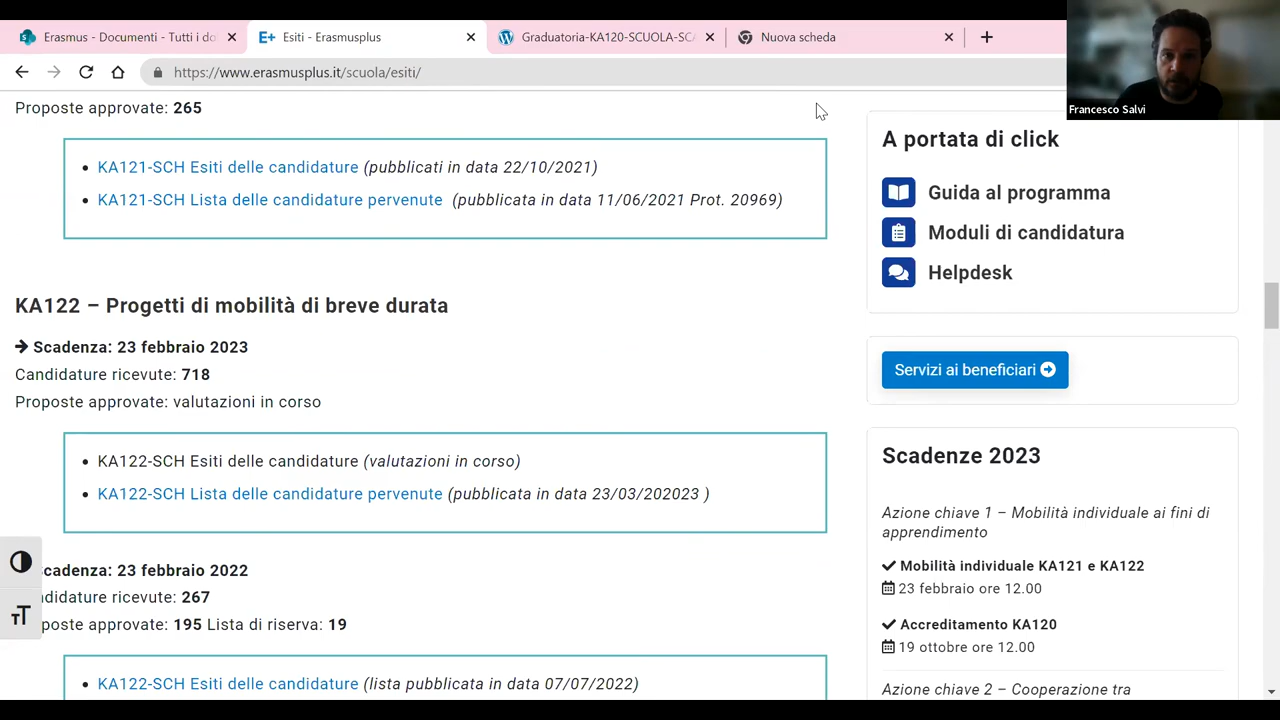 Erasmus - Documenti - Tutti i do
Esiti - Erasmusplus
Graduatoria-KA120-SCUOLA-SCA
Nuova scheda
https://www.erasmusplus.it/scuola/esiti/
Francesco Salvi
Proposte approvate: 265
• KA121-SCH Esiti delle candidature (pubblicati in data 22/10/2021)
• KA121-SCH Lista delle candidature pervenute (pubblicata in data 11/06/2021 Prot. 20969)
KA122 – Progetti di mobilità di breve durata
Scadenza: 23 febbraio 2023
Candidature ricevute: 718
Proposte approvate: valutazioni in corso
• KA122-SCH Esiti delle candidature (valutazioni in corso)
• KA122-SCH Lista delle candidature pervenute (pubblicata in data 23/03/202023 )
cadenza: 23 febbraio 2022
didature ricevute: 267
poste approvate: 195 Lista di riserva: 19
• KA122-SCH Esiti delle candidature (lista pubblicata in data 07/07/2022)
A portata di click
Guida al programma
Moduli di candidatura
Helpdesk
Servizi ai beneficiari
Scadenze 2023
Azione chiave 1 – Mobilità individuale ai fini di
apprendimento
Mobilità individuale KA121 e KA122
23 febbraio ore 12.00
Accreditamento KA120
19 ottobre ore 12.00
Azione chiave 2 – Cooperazione tra